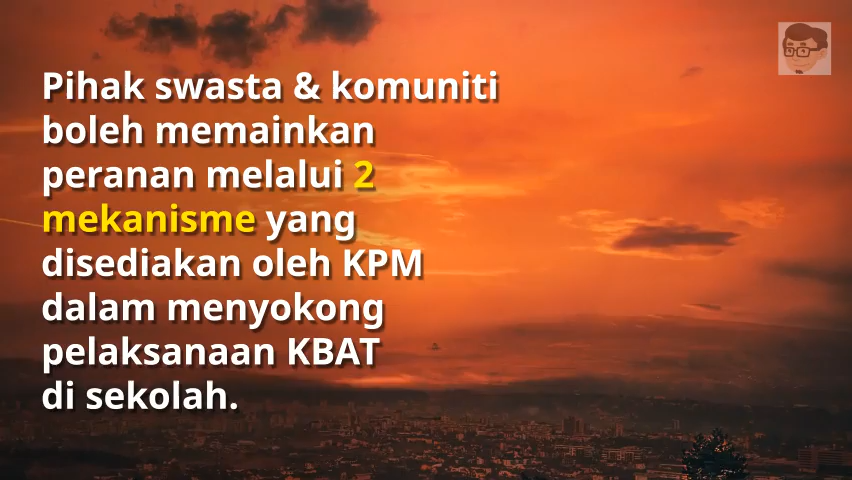 Pihak swasta & komuniti
boleh memainkan
peranan melalui 2
mekanisme yang
disediakan oleh KPM
dalam menyokong
pelaksanaan KBAT
di sekolah.